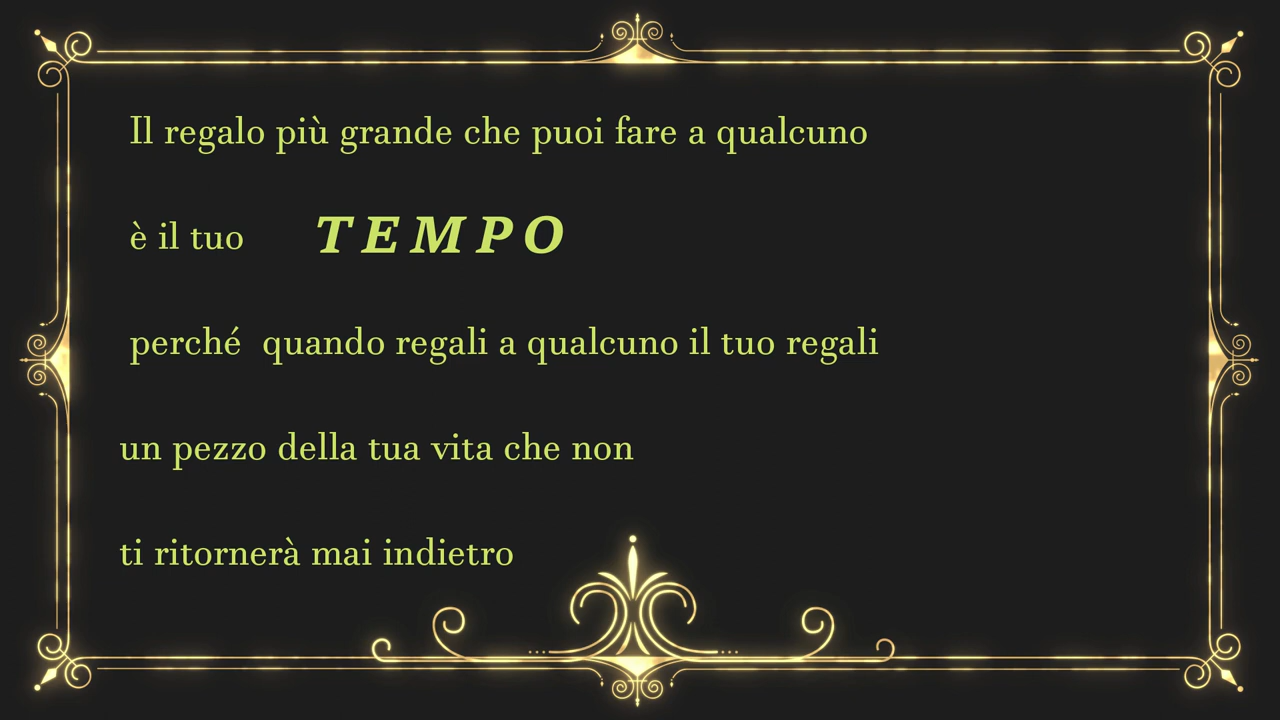 Il regalo più grande che puoi fare a qualcuno
è il tuo TEMPO
perché quando regali a qualcuno il tuo regali
un pezzo della tua vita che non
ti ritornerà mai indietro